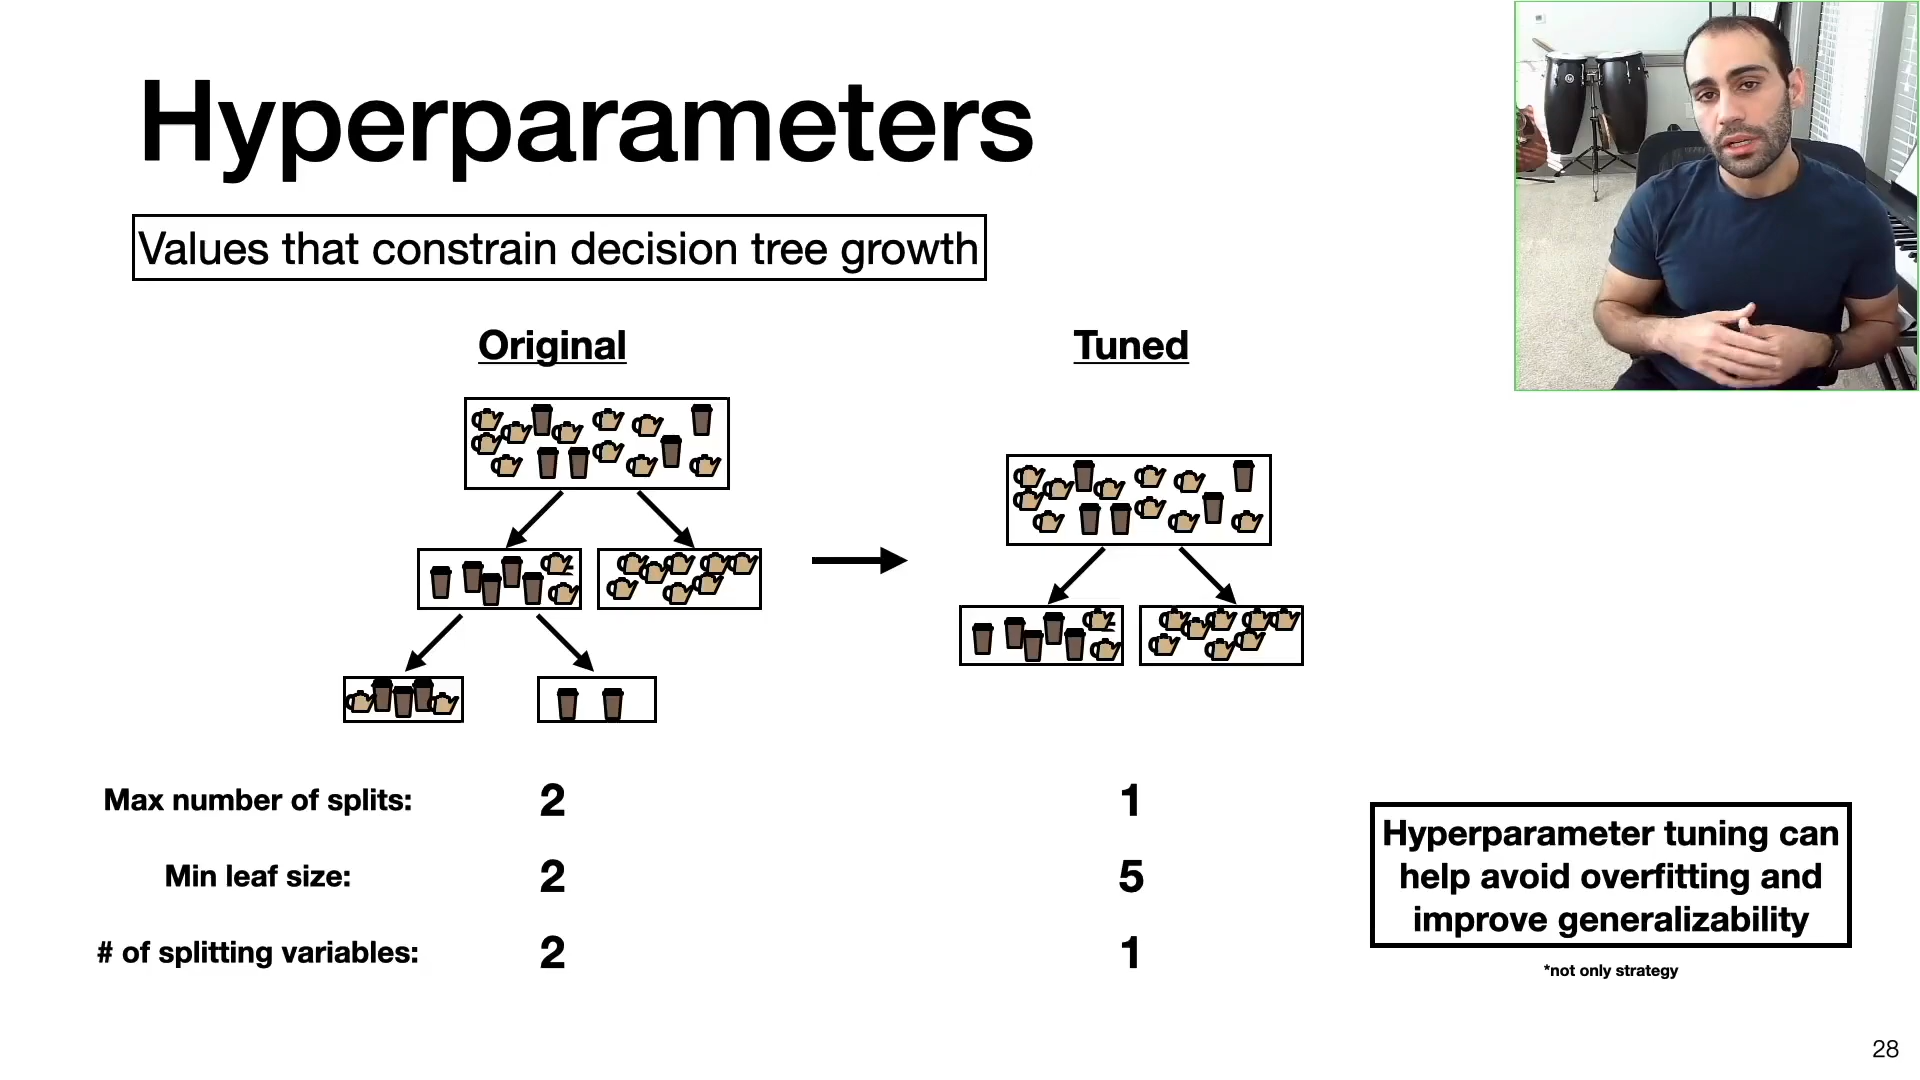 Hyperparameters
Values that constrain decision tree growth
Original
Tuned
Max number of splits: 2 1
Min leaf size: 2 5
# of splitting variables: 2 1
Hyperparameter tuning can
help avoid overfitting and
improve generalizability
*not only strategy
28